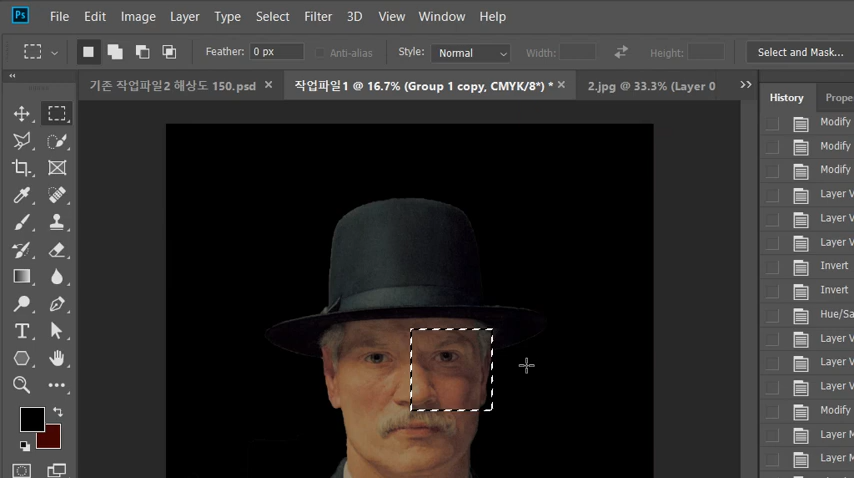 Ps File Edit Image Layer Type Select Filter 3D View Window Help
Feather: 0 px Anti-alias Style: Normal Width: Height: Select and Mask...
기존 작업파일2 해상도 150.psd × 작업파일1 @ 16.7% (Group 1 copy, CMYK/8*) * × 2.jpg @ 33.3% (Layer 0
History Prope
Modify
Modify
Modify
Layer V
Layer V
Layer V
Invert
Invert
Hue/Sa
Layer V
Layer V
Layer V
Modify
Layer M
Layer M